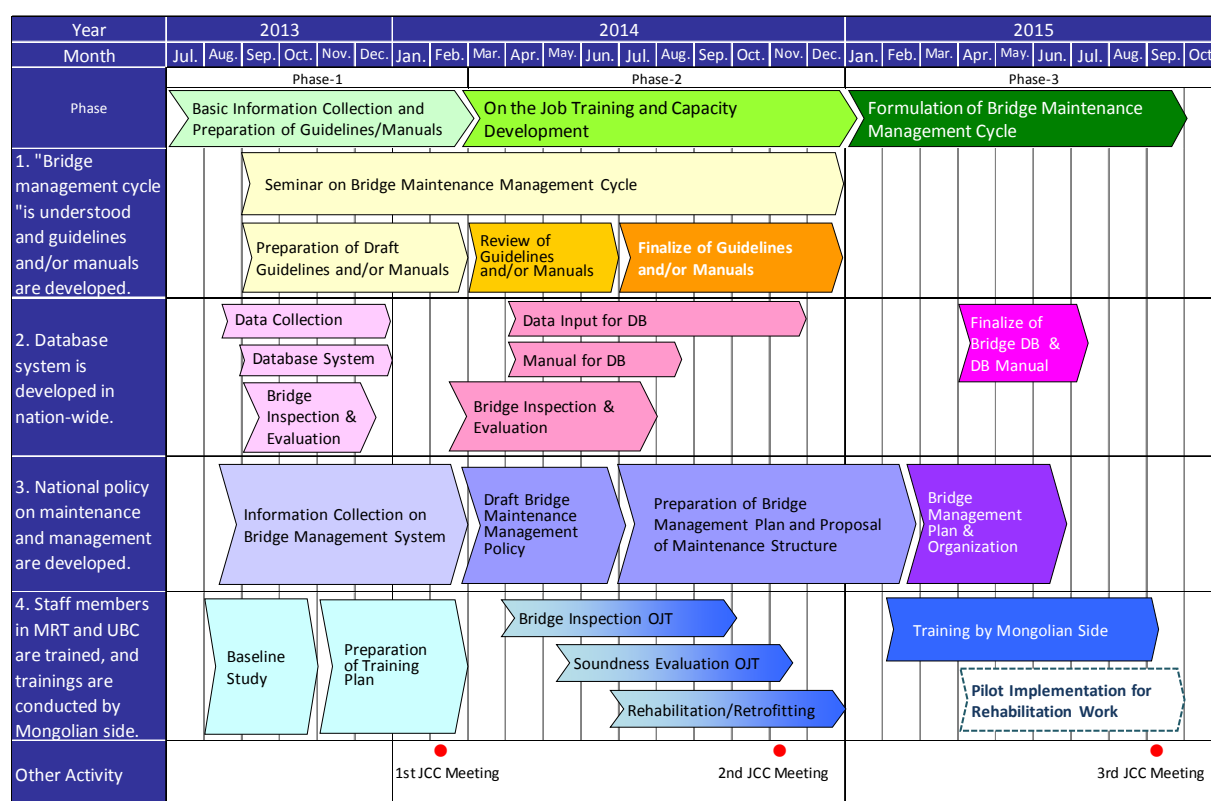 Year
2013
2014
2015
Month
Jul. Aug. Sep. Oct. Nov. Dec. Jan. Feb. Mar. Apr. May. Jun. Jul. Aug. Sep. Oct. Nov. Dec. Jan. Feb. Mar. Apr. May. Jun. Jul. Aug. Sep. Oct
Phase-1
Phase-2
Phase-3
Phase
Basic Information Collection and
Preparation of Guidelines/Manuals
On the Job Training and Capacity
Development
Formulation of Bridge Maintenance
Management Cycle
1. "Bridge
management cycle
"is understood
and guidelines
and/or manuals
are developed.
Seminar on Bridge Maintenance Management Cycle
Preparation of Draft
Guidelines and/or Manuals
Review of
Guidelines
and/or Manuals
Finalize of Guidelines
and/or Manuals
2. Database
system is
developed in
nation-wide.
Data Collection
Database System
Bridge
Inspection &
Evaluation
Data Input for DB
Manual for DB
Bridge Inspection &
Evaluation
Finalize of
Bridge DB &
DB Manual
3. National policy
on maintenance
and management
are developed.
Information Collection on
Bridge Management System
Draft Bridge
Maintenance
Management
Policy
Preparation of Bridge
Management Plan and Proposal
of Maintenance Structure
Bridge
Management
Plan &
Organization
4. Staff members
in MRT and UBC
are trained, and
trainings are
conducted by
Mongolian side.
Baseline
Study
Preparation
of Training
Plan
Bridge Inspection OJT
Soundness Evaluation OJT
Rehabilitation/Retrofitting
Training by Mongolian Side
Pilot Implementation for
Rehabilitation Work
Other Activity
1st JCC Meeting
2nd JCC Meeting
3rd JCC Meeting